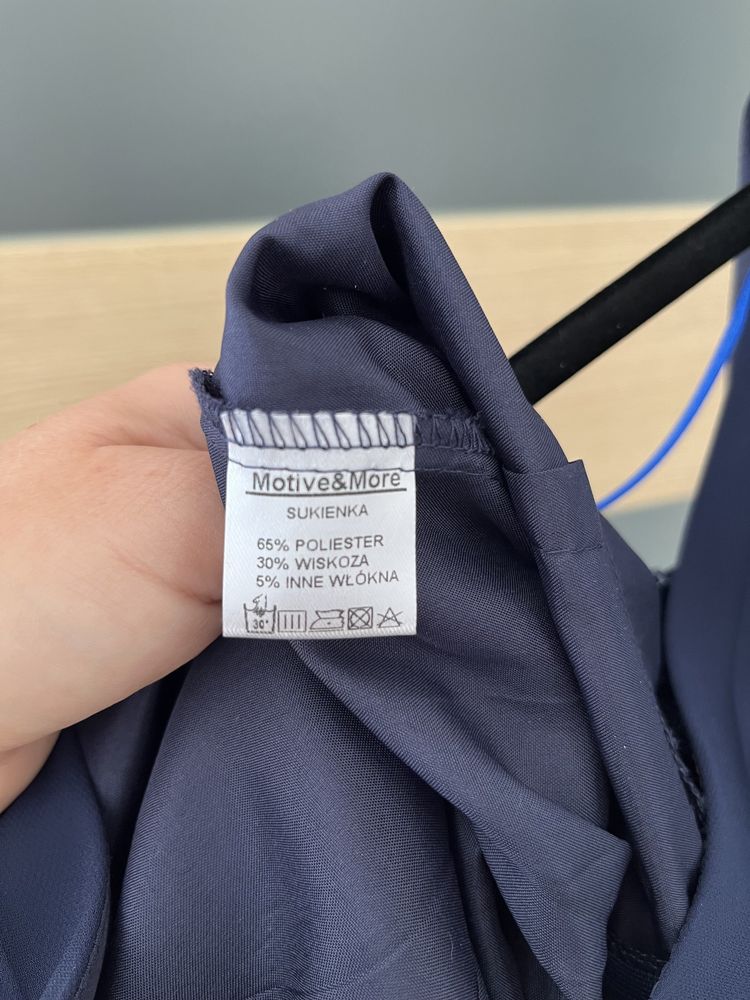 Motive&More
SUKIENKA
65% POLIESTER
30% WISKOZA
5% INNE WŁÓKNA
30°